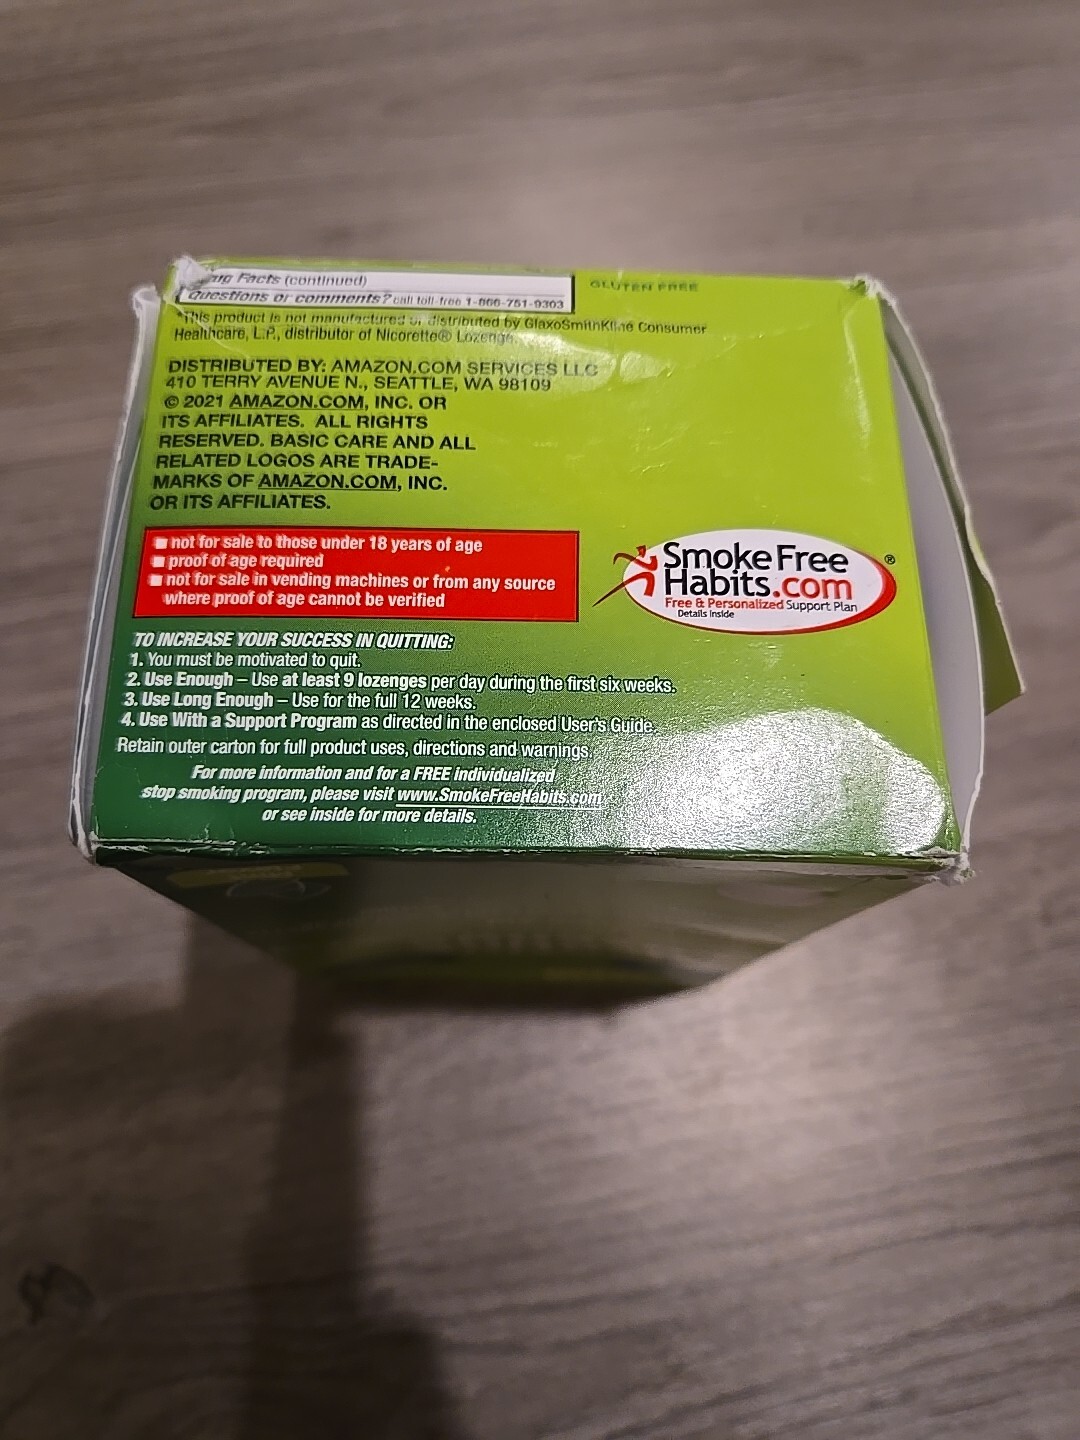 Drug Facts (continued)
Questions or comments? call toll-free 1-866-751-9303
GLUTEN FREE
*This product is not manufactured or distributed by GlaxoSmithKline Consumer
Healthcare, L.P., distributor of Nicorette® Lozenge.
DISTRIBUTED BY: AMAZON.COM SERVICES LLC
410 TERRY AVENUE N., SEATTLE, WA 98109
© 2021 AMAZON.COM, INC. OR
ITS AFFILIATES. ALL RIGHTS
RESERVED. BASIC CARE AND ALL
RELATED LOGOS ARE TRADE-
MARKS OF AMAZON.COM, INC.
OR ITS AFFILIATES.
■ not for sale to those under 18 years of age
■ proof of age required
■ not for sale in vending machines or from any source
where proof of age cannot be verified
Smoke Free
Habits.com
®
Free & Personalized Support Plan
Details Inside
TO INCREASE YOUR SUCCESS IN QUITTING:
1. You must be motivated to quit.
2. Use Enough – Use at least 9 lozenges per day during the first six weeks.
3. Use Long Enough – Use for the full 12 weeks.
4. Use With a Support Program as directed in the enclosed User's Guide.
Retain outer carton for full product uses, directions and warnings.
For more information and for a FREE individualized
stop smoking program, please visit www.SmokeFreeHabits.com
or see inside for more details.